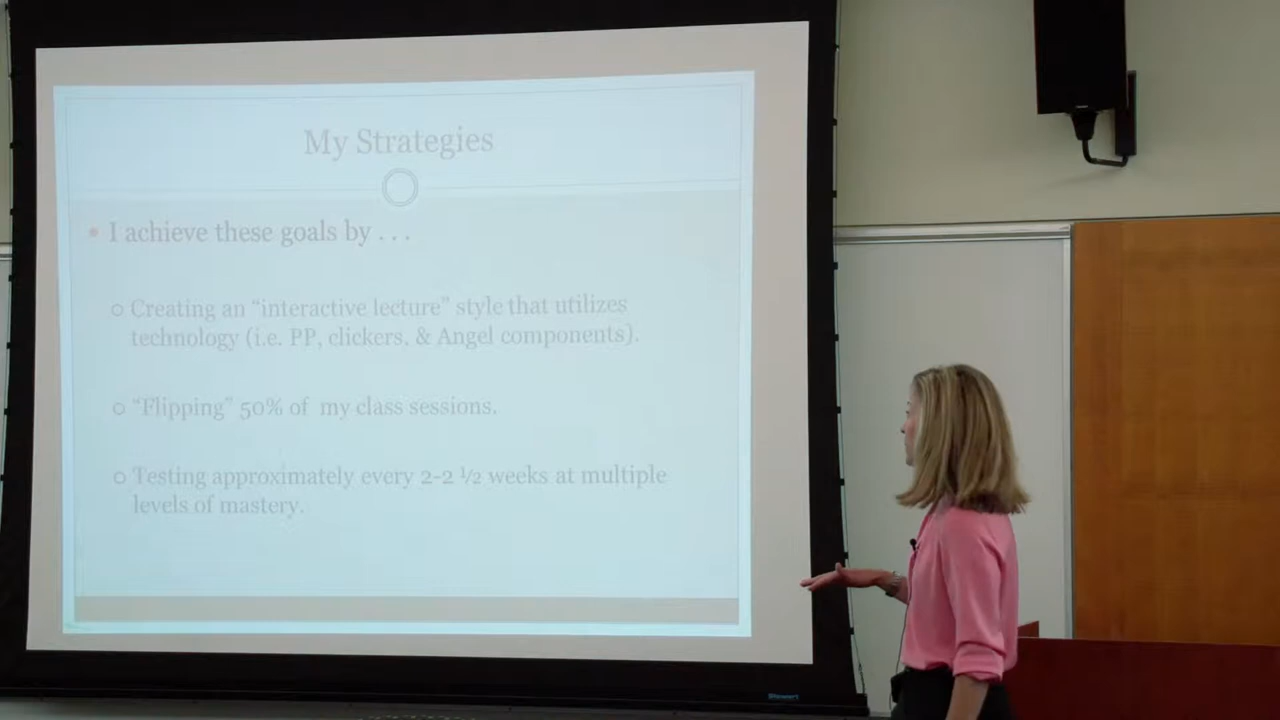 My Strategies
• I achieve these goals by . . .
○ Creating an “interactive lecture” style that utilizes
technology (i.e. PP, clickers, & Angel components).
○ “Flipping” 50% of my class sessions.
○ Testing approximately every 2-2 ½ weeks at multiple
levels of mastery.
Stewart